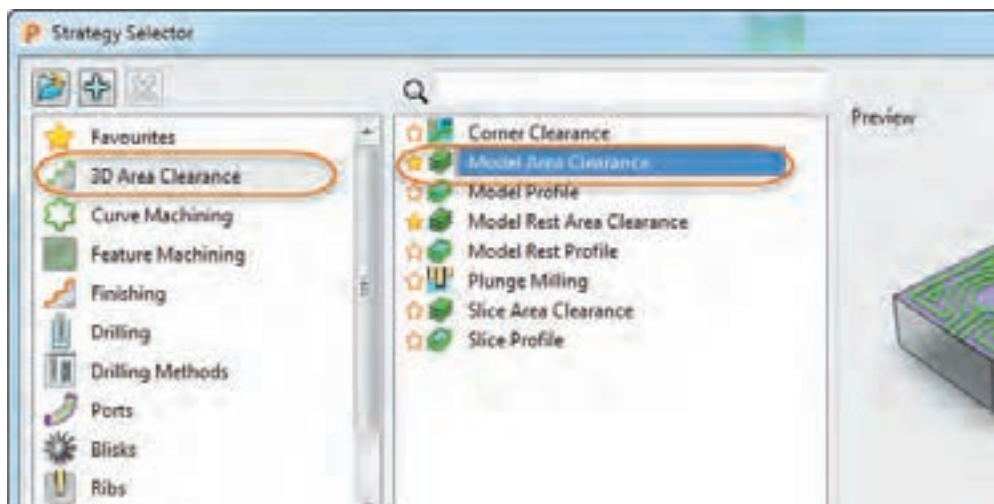 Strategy Selector
Favourites
3D Area Clearance
Curve Machining
Feature Machining
Finishing
Drilling
Drilling Methods
Ports
Blisks
Ribs
Corner Clearance
Model Area Clearance
Model Profile
Model Rest Area Clearance
Model Rest Profile
Plunge Milling
Slice Area Clearance
Slice Profile
Preview